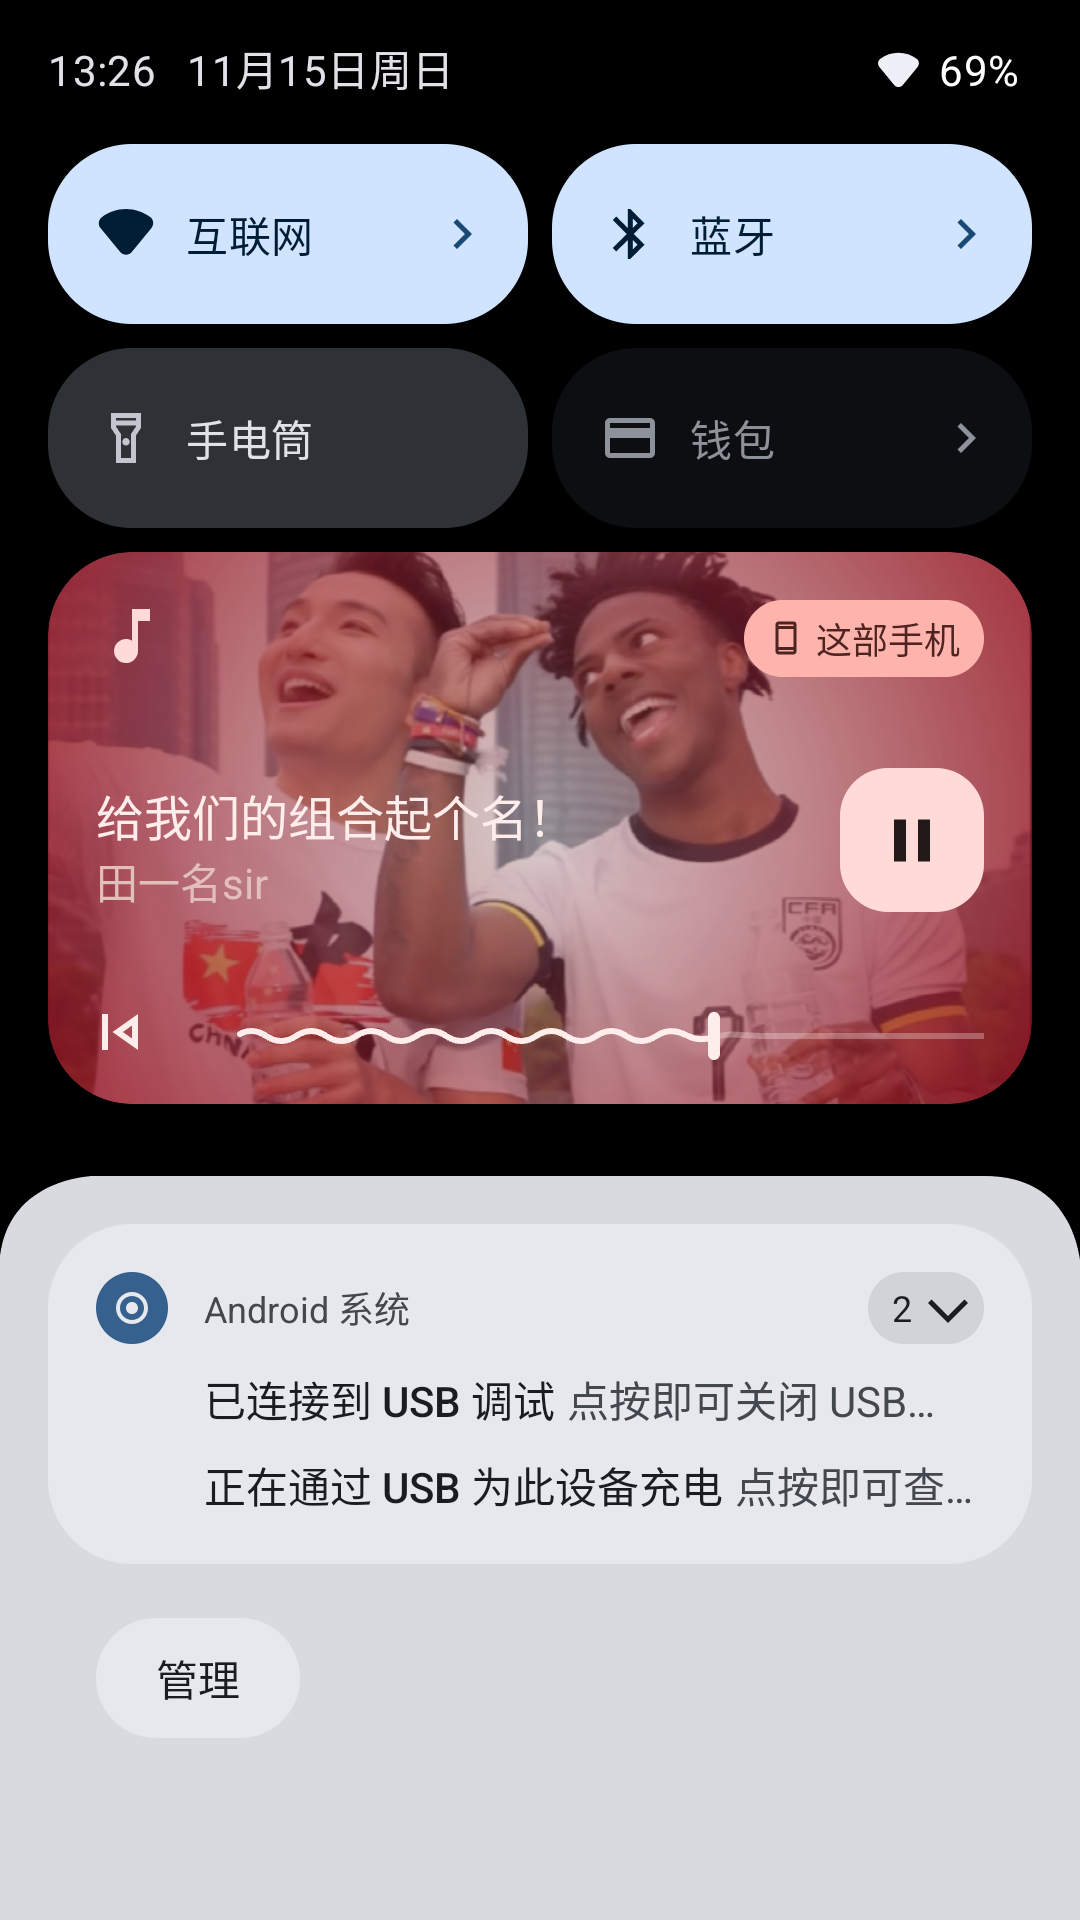 13:26 11月15日周日 69%
互联网
蓝牙
手电筒
钱包
这部手机
给我们的组合起个名！
田一名sir
CFA
中国
CHINA
Android 系统
2
已连接到 USB 调试 点按即可关闭 USB…
正在通过 USB 为此设备充电 点按即可查…
管理